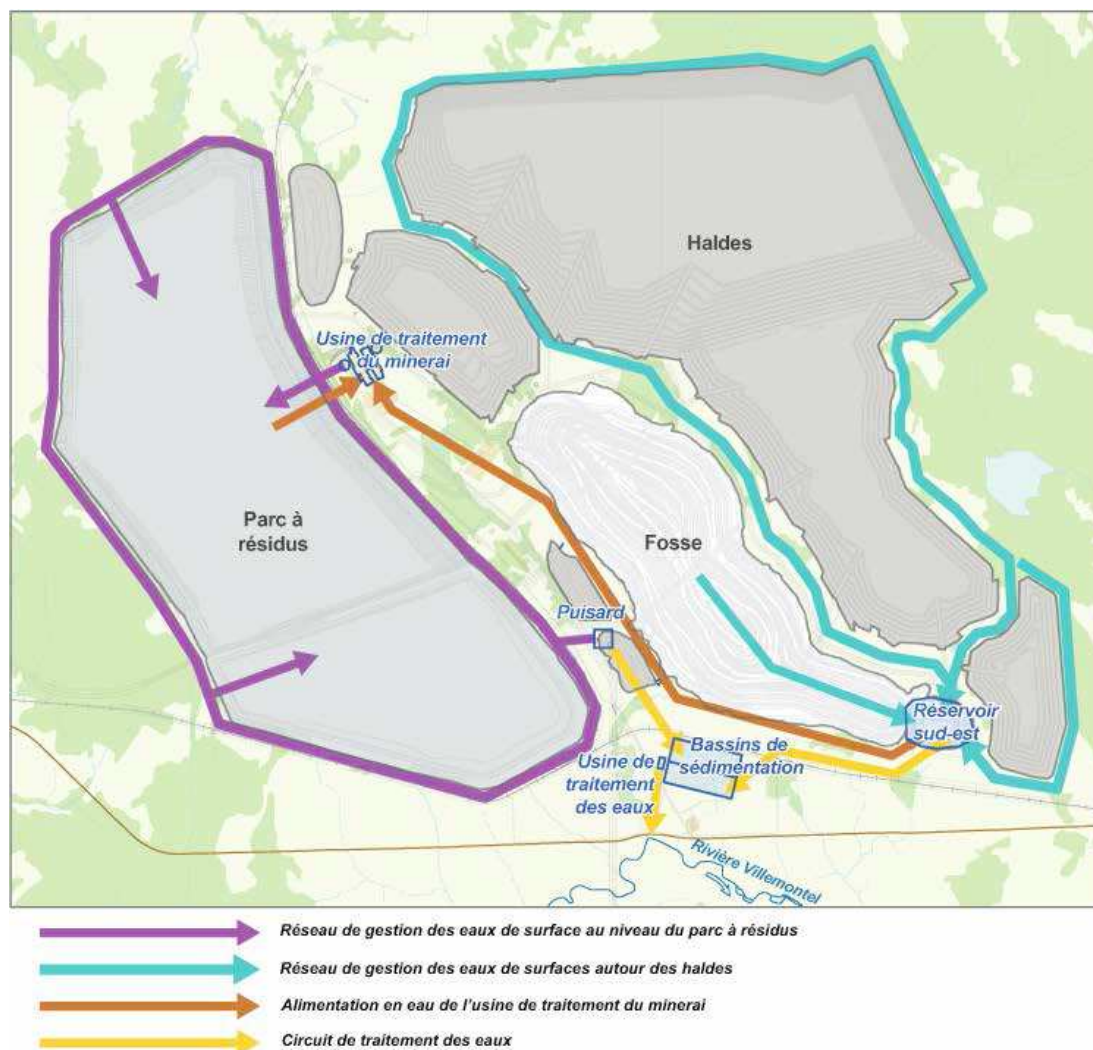 Haldes
Usine de traitement
du minerai
Parc à
résidus
Fosse
Puisard
Réservoir
sud-est
Bassins de
sédimentation
Usine de
traitement
des eaux
Rivière Villemontel
Réseau de gestion des eaux de surface au niveau du parc à résidus
Réseau de gestion des eaux de surfaces autour des haldes
Alimentation en eau de l'usine de traitement du minerai
Circuit de traitement des eaux